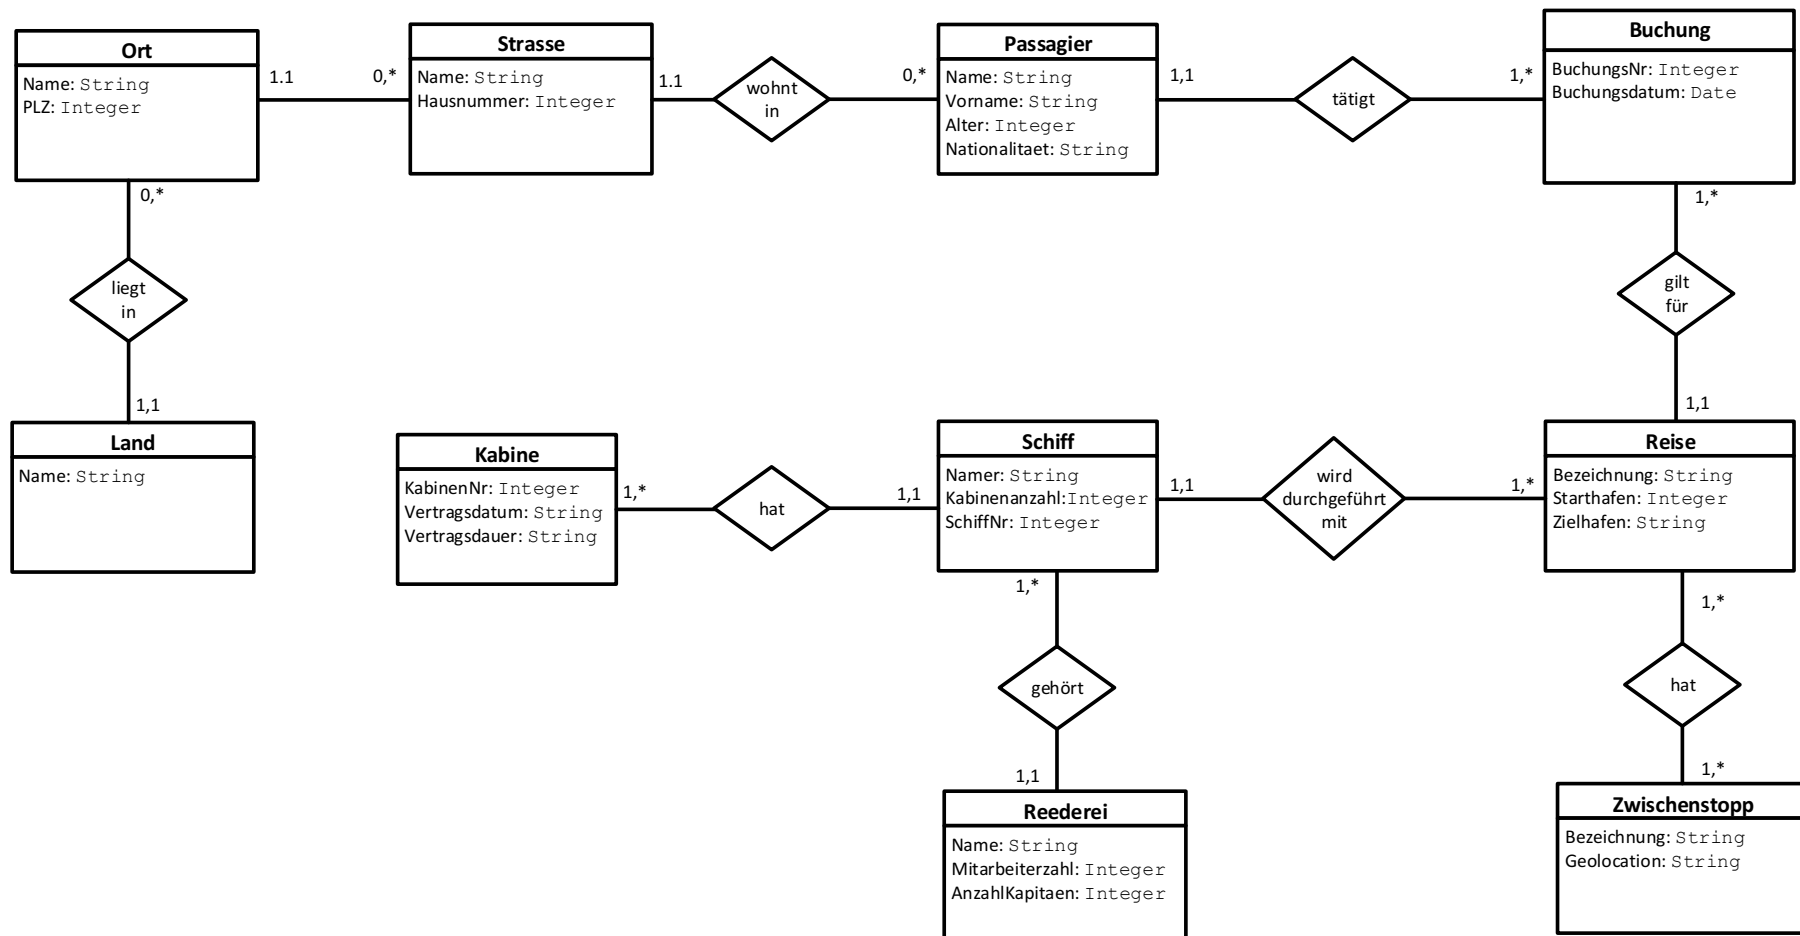 Ort
Name: String
PLZ: Integer
1.1
0,*
Strasse
Name: String
Hausnummer: Integer
1.1
wohnt
in
0,*
Passagier
Name: String
Vorname: String
Alter: Integer
Nationalitaet: String
1,1
tätigt
1,*
Buchung
BuchungsNr: Integer
Buchungsdatum: Date
0,*
liegt
in
1,1
1,*
gilt
für
1,1
Land
Name: String
Kabine
KabinenNr: Integer
Vertragsdatum: String
Vertragsdauer: String
1,*
hat
1,1
Schiff
Namer: String
Kabinenanzahl:Integer
SchiffNr: Integer
1,1
wird
durchgeführt
mit
1,*
Reise
Bezeichnung: String
Starthafen: Integer
Zielhafen: String
1,*
gehört
1,1
1,*
hat
1,*
Reederei
Name: String
Mitarbeiterzahl: Integer
AnzahlKapitaen: Integer
Zwischenstopp
Bezeichnung: String
Geolocation: String